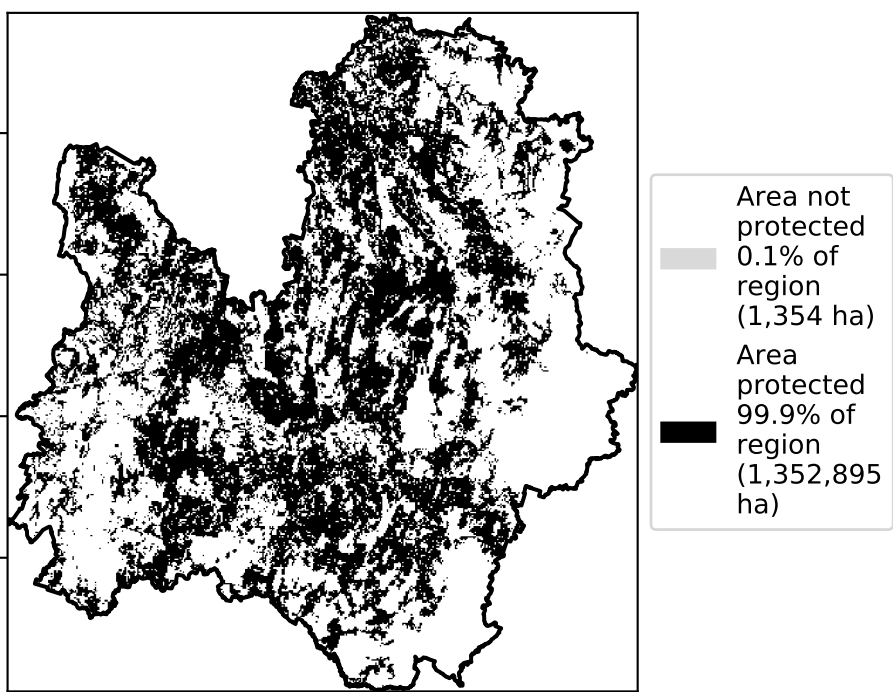 Area not
protected
0.1% of
region
(1,354 ha)
Area
protected
99.9% of
region
(1,352,895
ha)